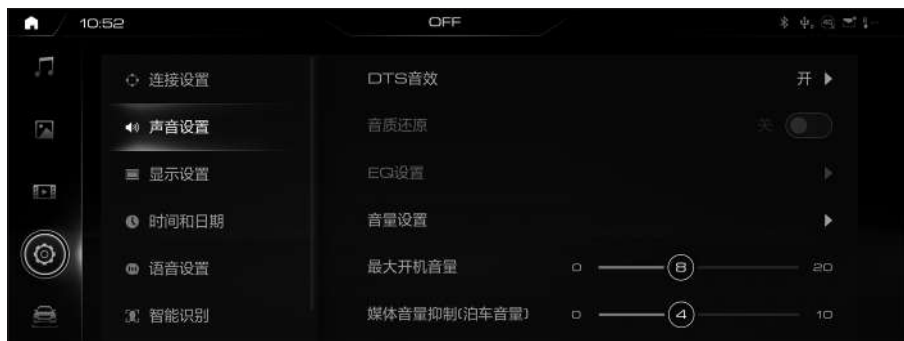 10:52
OFF
连接设置
声音设置
显示设置
时间和日期
语音设置
智能识别
DTS音效
开
音质还原
关
EQ设置
音量设置
最大开机音量
0
8
20
媒体音量抑制(泊车音量)
0
4
10